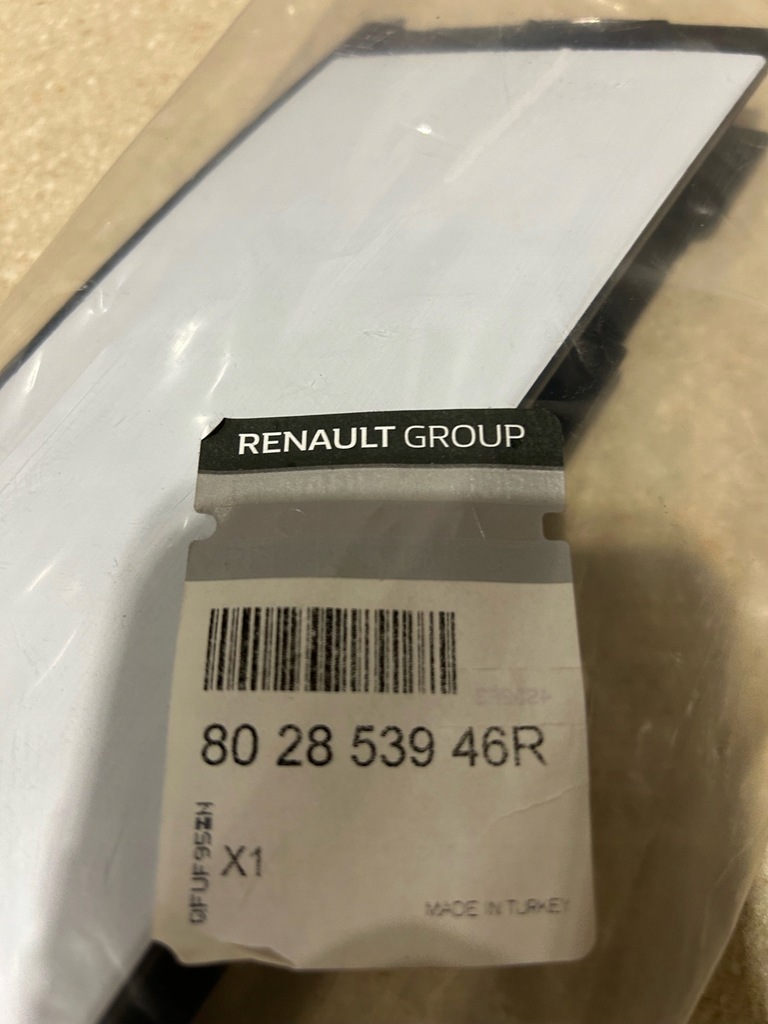 RENAULT GROUP
80 28 539 46R
X1
MADE IN TURKEY